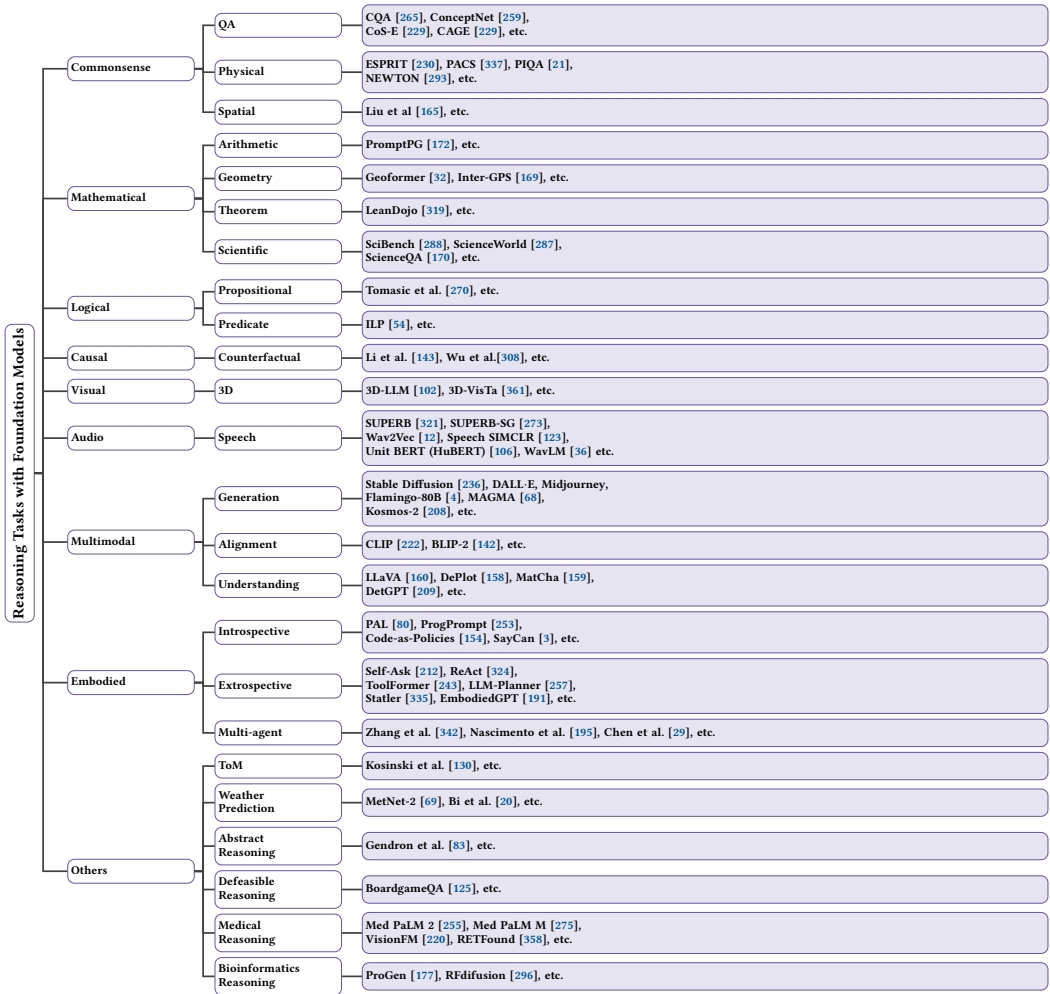 Reasoning Tasks with Foundation Models
Commonsense
QA
CQA [265], ConceptNet [259],
CoS-E [229], CAGE [229], etc.
Physical
ESPRIT [230], PACS [337], PIQA [21],
NEWTON [293], etc.
Spatial
Liu et al [165], etc.
Mathematical
Arithmetic
PromptPG [172], etc.
Geometry
Geoformer [32], Inter-GPS [169], etc.
Theorem
LeanDojo [319], etc.
Scientific
SciBench [288], ScienceWorld [287],
ScienceQA [170], etc.
Logical
Propositional
Tomasic et al. [270], etc.
Predicate
ILP [54], etc.
Causal
Counterfactual
Li et al. [143], Wu et al.[308], etc.
Visual
3D
3D-LLM [102], 3D-VisTa [361], etc.
Audio
Speech
SUPERB [321], SUPERB-SG [273],
Wav2Vec [12], Speech SIMCLR [123],
Unit BERT (HuBERT) [106], WavLM [36] etc.
Multimodal
Generation
Stable Diffusion [236], DALL·E, Midjourney,
Flamingo-80B [4], MAGMA [68],
Kosmos-2 [208], etc.
Alignment
CLIP [222], BLIP-2 [142], etc.
Understanding
LLaVA [160], DePlot [158], MatCha [159],
DetGPT [209], etc.
Embodied
Introspective
PAL [80], ProgPrompt [253],
Code-as-Policies [154], SayCan [3], etc.
Extrospective
Self-Ask [212], ReAct [324],
ToolFormer [243], LLM-Planner [257],
Statler [335], EmbodiedGPT [191], etc.
Multi-agent
Zhang et al. [342], Nascimento et al. [195], Chen et al. [29], etc.
Others
ToM
Kosinski et al. [130], etc.
Weather
Prediction
MetNet-2 [69], Bi et al. [20], etc.
Abstract
Reasoning
Gendron et al. [83], etc.
Defeasible
Reasoning
BoardgameQA [125], etc.
Medical
Reasoning
Med PaLM 2 [255], Med PaLM M [275],
VisionFM [220], RETFound [358], etc.
Bioinformatics
Reasoning
ProGen [177], RFdifusion [296], etc.